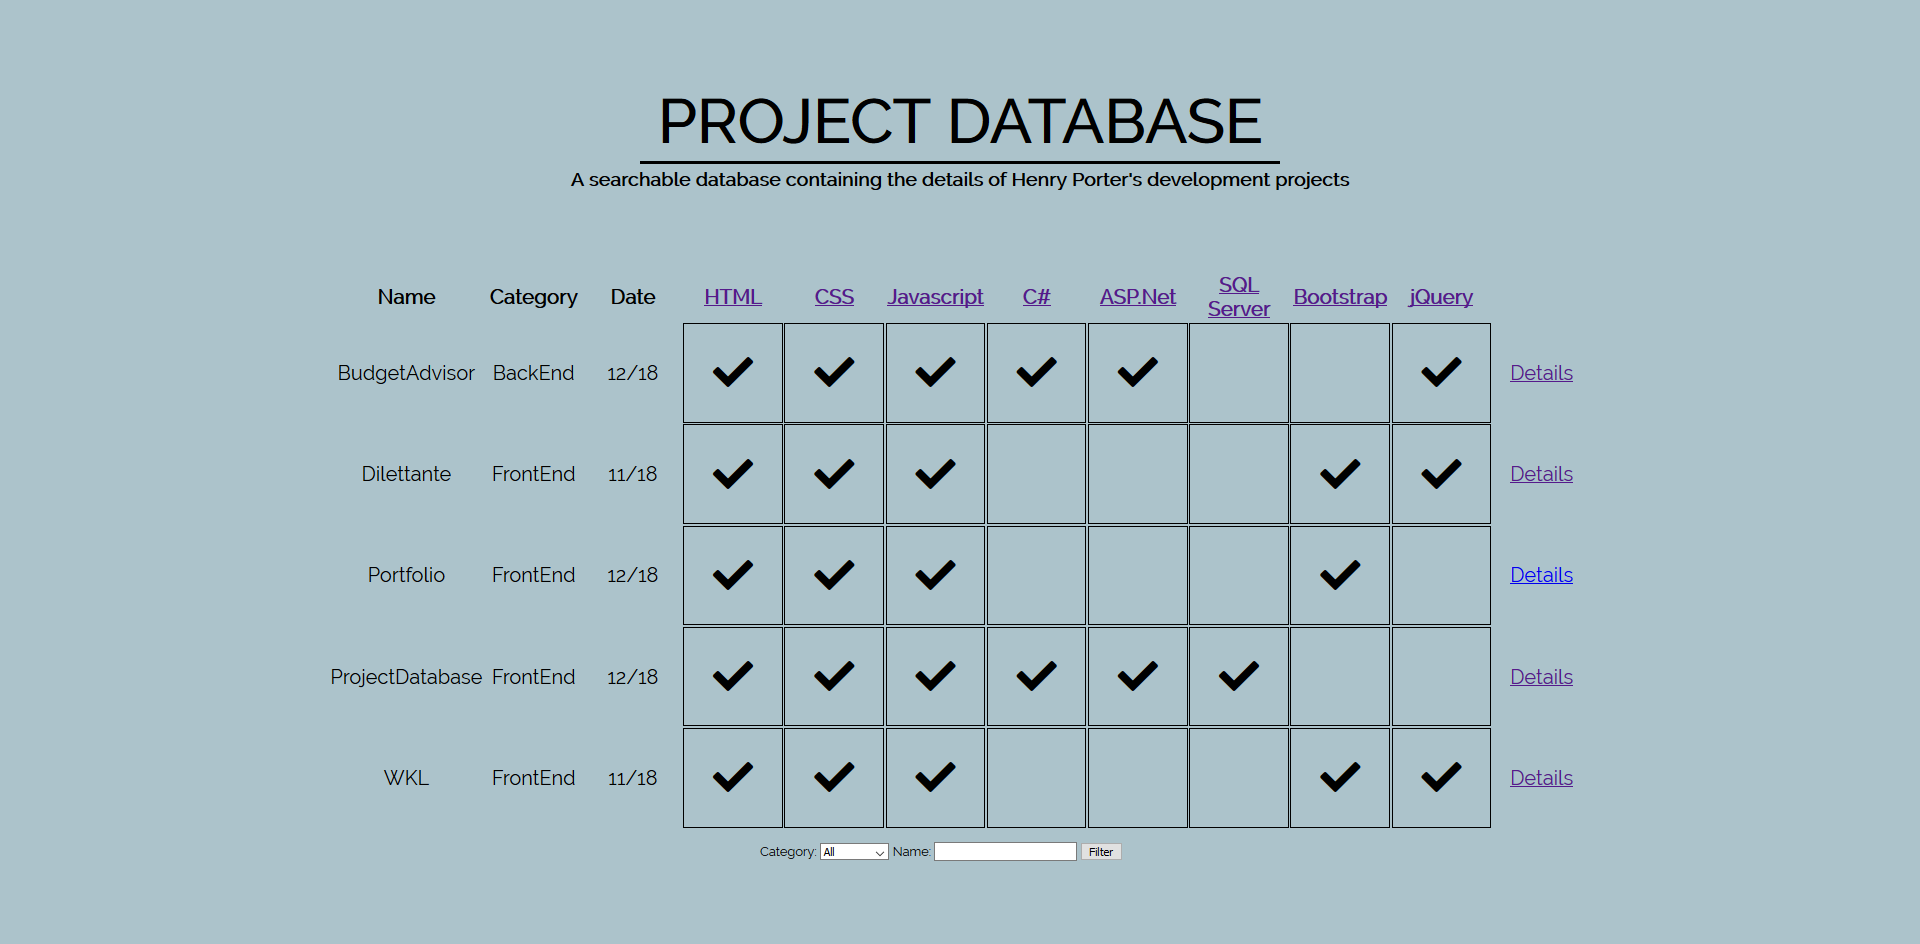 PROJECT DATABASE
A searchable database containing the details of Henry Porter's development projects
Name Category Date HTML CSS Javascript C# ASP.Net SQL Server Bootstrap jQuery
BudgetAdvisor BackEnd 12/18 Details
Dilettante FrontEnd 11/18 Details
Portfolio FrontEnd 12/18 Details
ProjectDatabase FrontEnd 12/18 Details
WKL FrontEnd 11/18 Details
Category: All Name: Filter